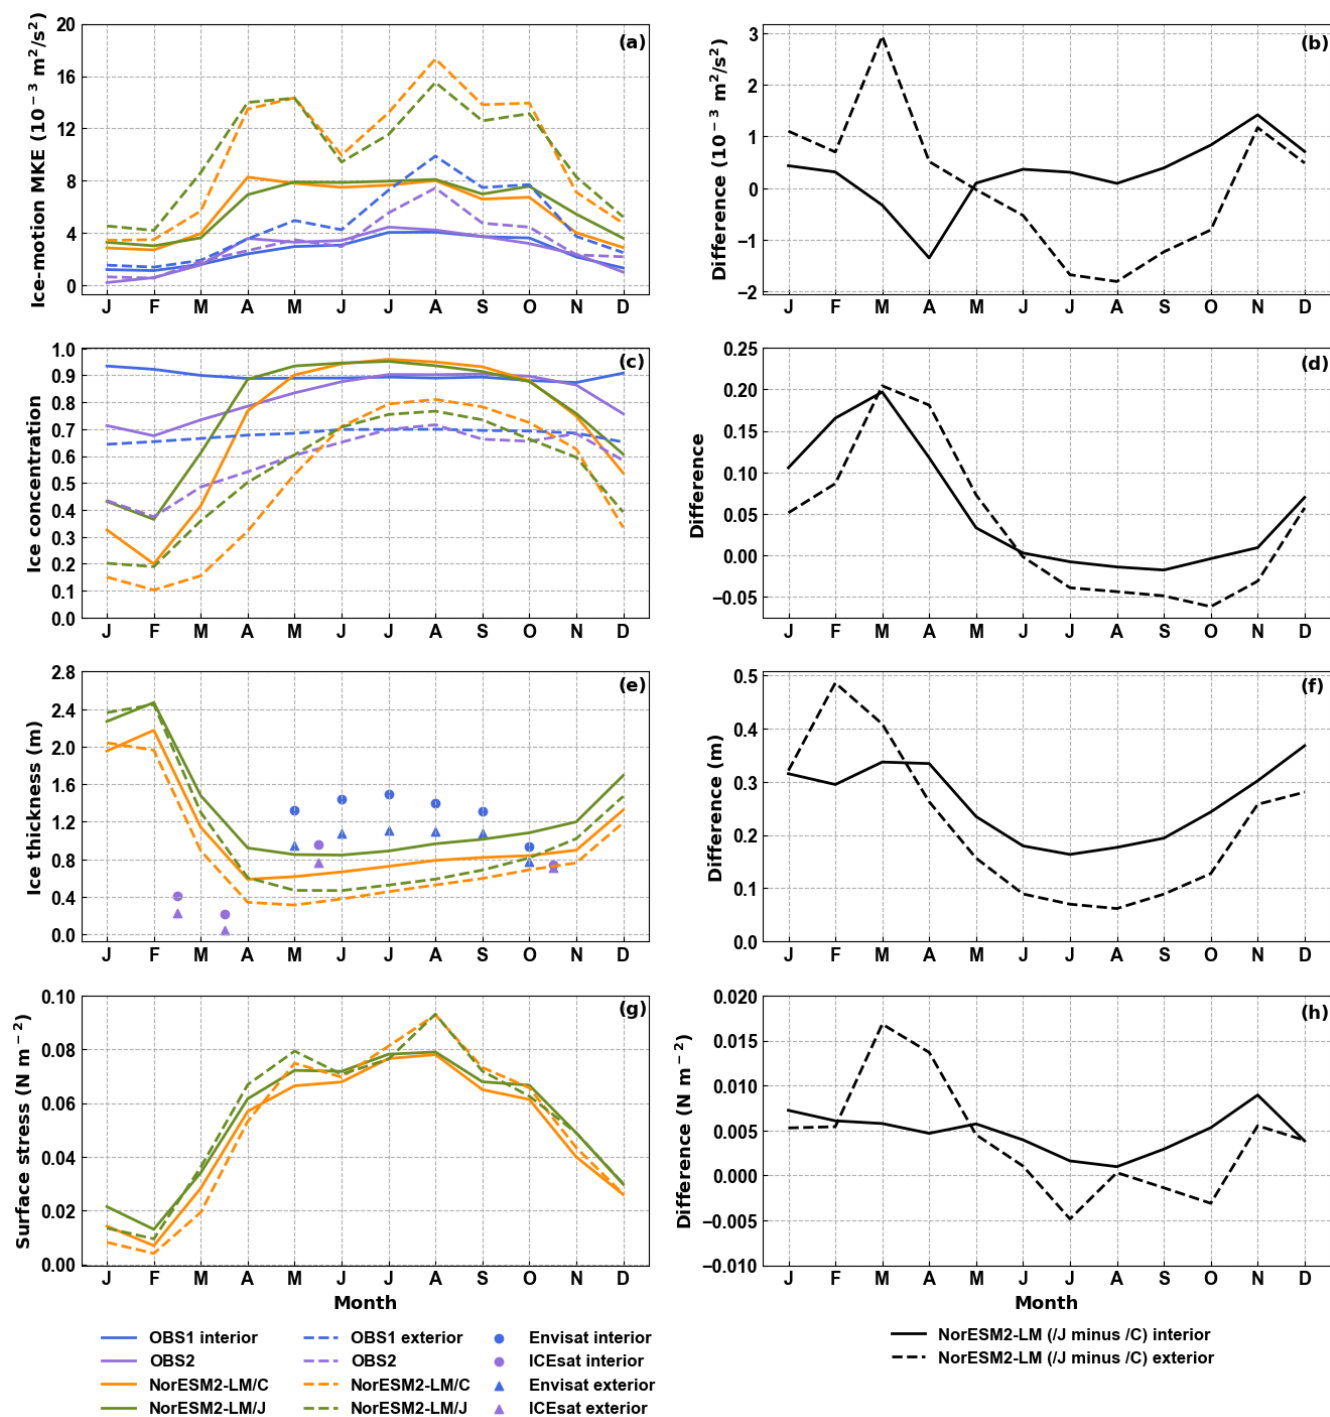 (a)
Ice-motion MKE (10⁻³ m²/s²)
20
16
12
8
4
0
J F M A M J J A S O N D
(b)
Difference (10⁻³ m²/s²)
3
2
1
0
−1
−2
J F M A M J J A S O N D
(c)
Ice concentration
1.0
0.9
0.8
0.7
0.6
0.5
0.4
0.3
0.2
0.1
0.0
J F M A M J J A S O N D
(d)
Difference
0.25
0.20
0.15
0.10
0.05
0.00
−0.05
J F M A M J J A S O N D
(e)
Ice thickness (m)
2.8
2.4
2.0
1.6
1.2
0.8
0.4
0.0
J F M A M J J A S O N D
(f)
Difference (m)
0.5
0.4
0.3
0.2
0.1
0.0
J F M A M J J A S O N D
(g)
Surface stress (N m⁻²)
0.10
0.08
0.06
0.04
0.02
0.00
J F M A M J J A S O N D
Month
(h)
Difference (N m⁻²)
0.020
0.015
0.010
0.005
0.000
−0.005
−0.010
J F M A M J J A S O N D
Month
OBS1 interior OBS1 exterior Envisat interior
OBS2 OBS2 ICEsat interior
NorESM2-LM/C NorESM2-LM/C Envisat exterior
NorESM2-LM/J NorESM2-LM/J ICEsat exterior
NorESM2-LM (/J minus /C) interior
NorESM2-LM (/J minus /C) exterior